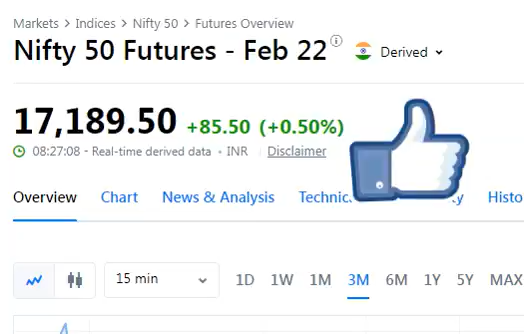 Markets > Indices > Nifty 50 > Futures Overview
Nifty 50 Futures - Feb 22 i Derived
17,189.50 +85.50 (+0.50%)
08:27:08 - Real-time derived data • INR Disclaimer
Overview Chart News & Analysis
15 min 1D 1W 1M 3M 6M 1Y 5Y MAX